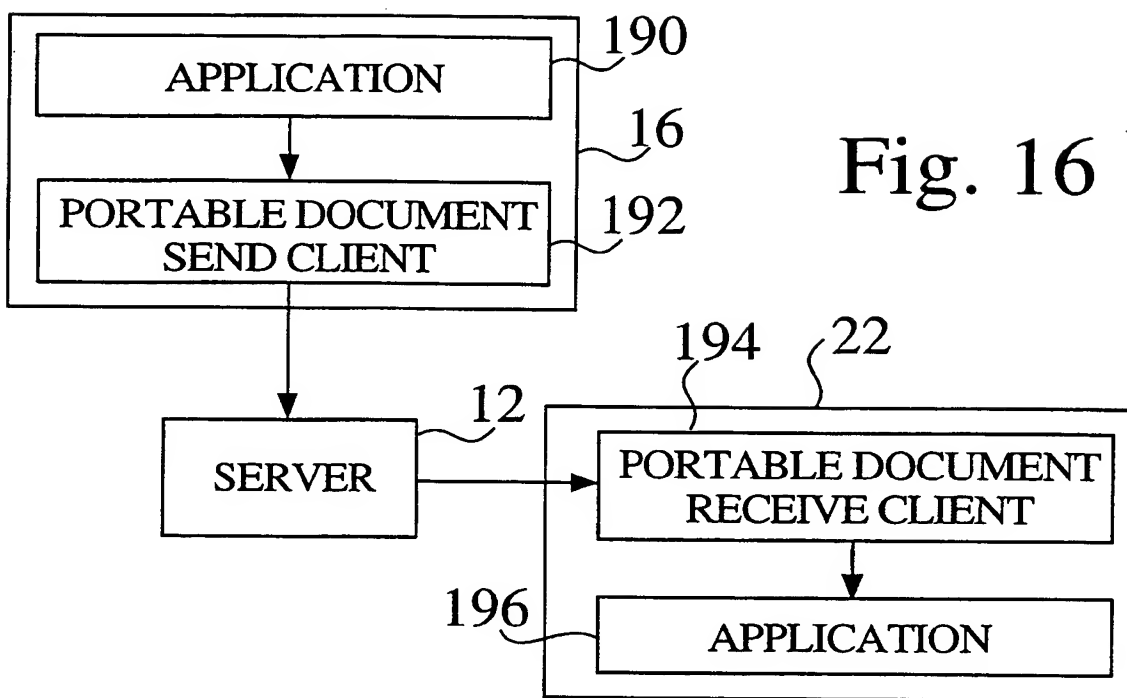 190
APPLICATION
16
Fig. 16
PORTABLE DOCUMENT
SEND CLIENT
192
194
22
12
SERVER
PORTABLE DOCUMENT
RECEIVE CLIENT
196
APPLICATION